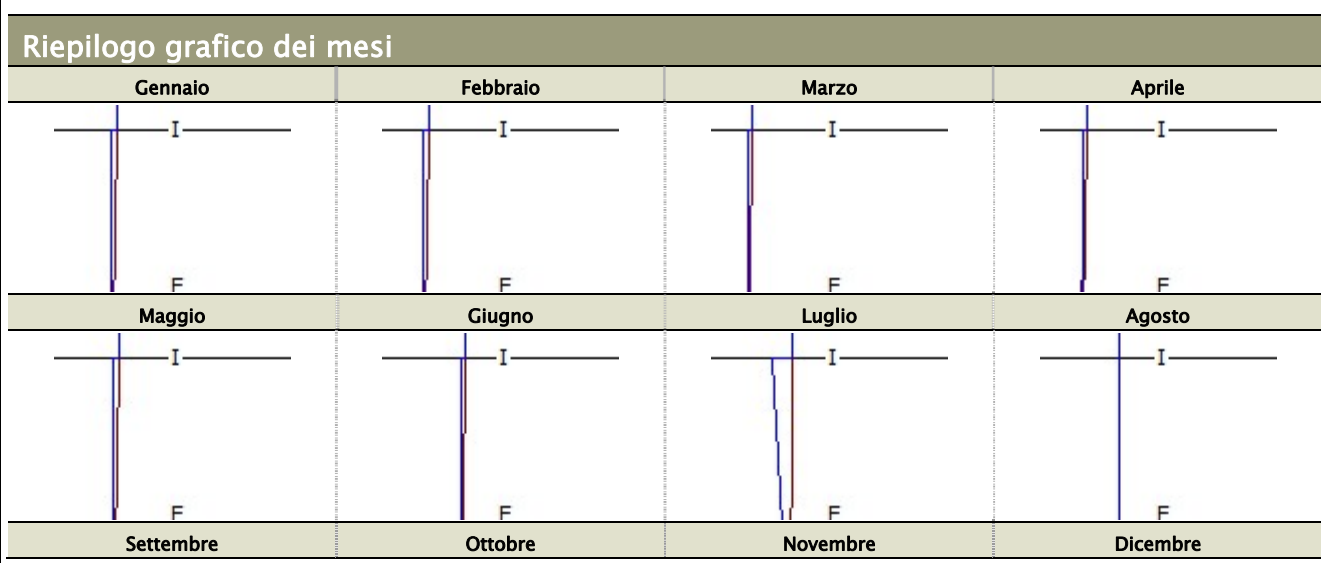 Riepilogo grafico dei mesi
Gennaio Febbraio Marzo Aprile
I I I I
F F F F
Maggio Giugno Luglio Agosto
I I I I
F F F F
Settembre Ottobre Novembre Dicembre